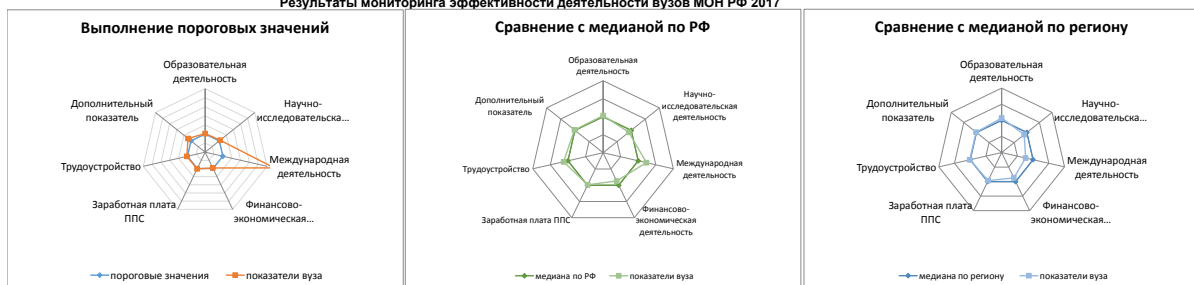 Результаты мониторинга эффективности деятельности вузов МОН РФ 2017
Выполнение пороговых значений
Образовательная
деятельность
Научно-
исследовательска...
Международная
деятельность
Финансово-
экономическая...
Заработная плата
ППС
Трудоустройство
Дополнительный
показатель
пороговые значения
показатели вуза
Сравнение с медианой по РФ
Образовательная
деятельность
Научно-
исследовательская
деятельность
Международная
деятельность
Финансово-
экономическая
деятельность
Заработная плата ППС
Трудоустройство
Дополнительный показатель
медиана по РФ
показатели вуза
Сравнение с медианой по региону
Образовательная
деятельность
Научно-
исследовательска...
Международная
деятельность
Финансово-
экономическая...
Заработная плата
ППС
Трудоустройство
Дополнительный
показатель
медиана по региону
показатели вуза